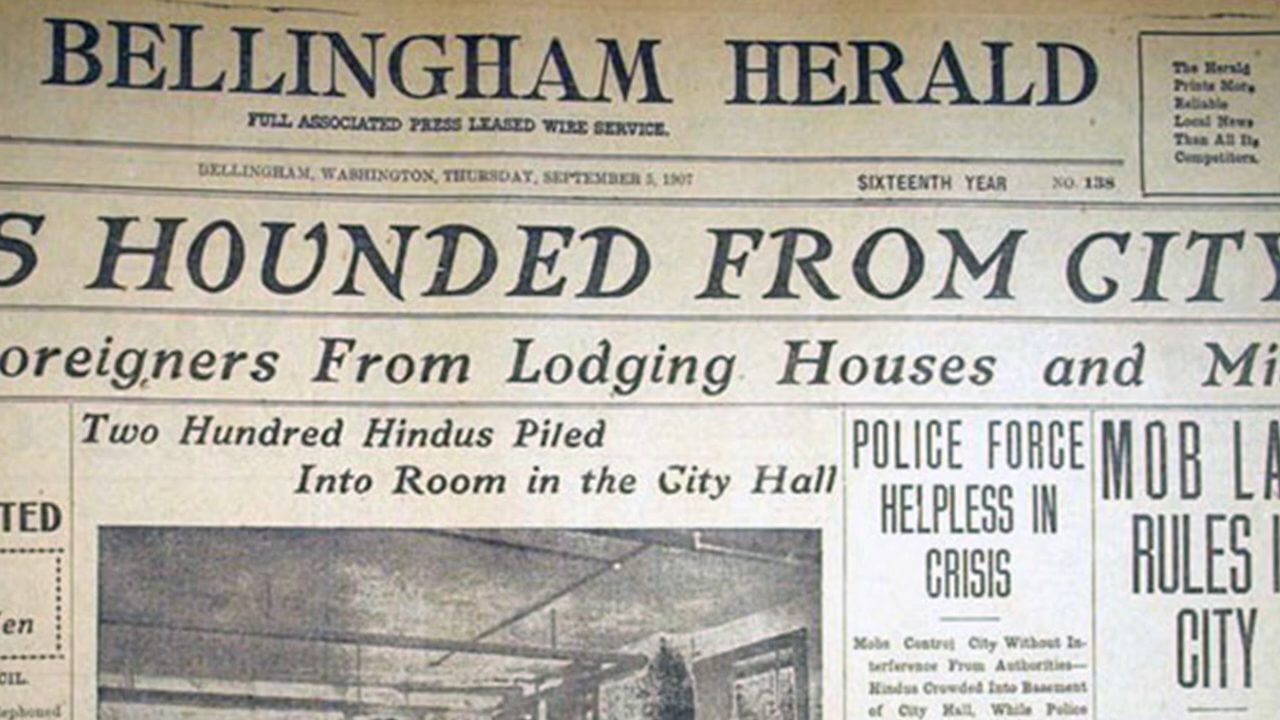 BELLINGHAM HERALD
FULL ASSOCIATED PRESS LEASED WIRE SERVICE.
The Herald
Prints More
Reliable
Local News
Than All Its
Competitors.
BELLINGHAM, WASHINGTON, THURSDAY, SEPTEMBER 5, 1907
SIXTEENTH YEAR NO. 138
S HOUNDED FROM CITY
oreigners From Lodging Houses and Mi
TED
en
CIL.
ephoned
Two Hundred Hindus Piled
Into Room in the City Hall
POLICE FORCE
HELPLESS IN
CRISIS
Mobs Control City Without In-
terference From Authorities—
Hindus Crowded Into Basement
of City Hall, While Police
MOB LA
RULES I
CITY